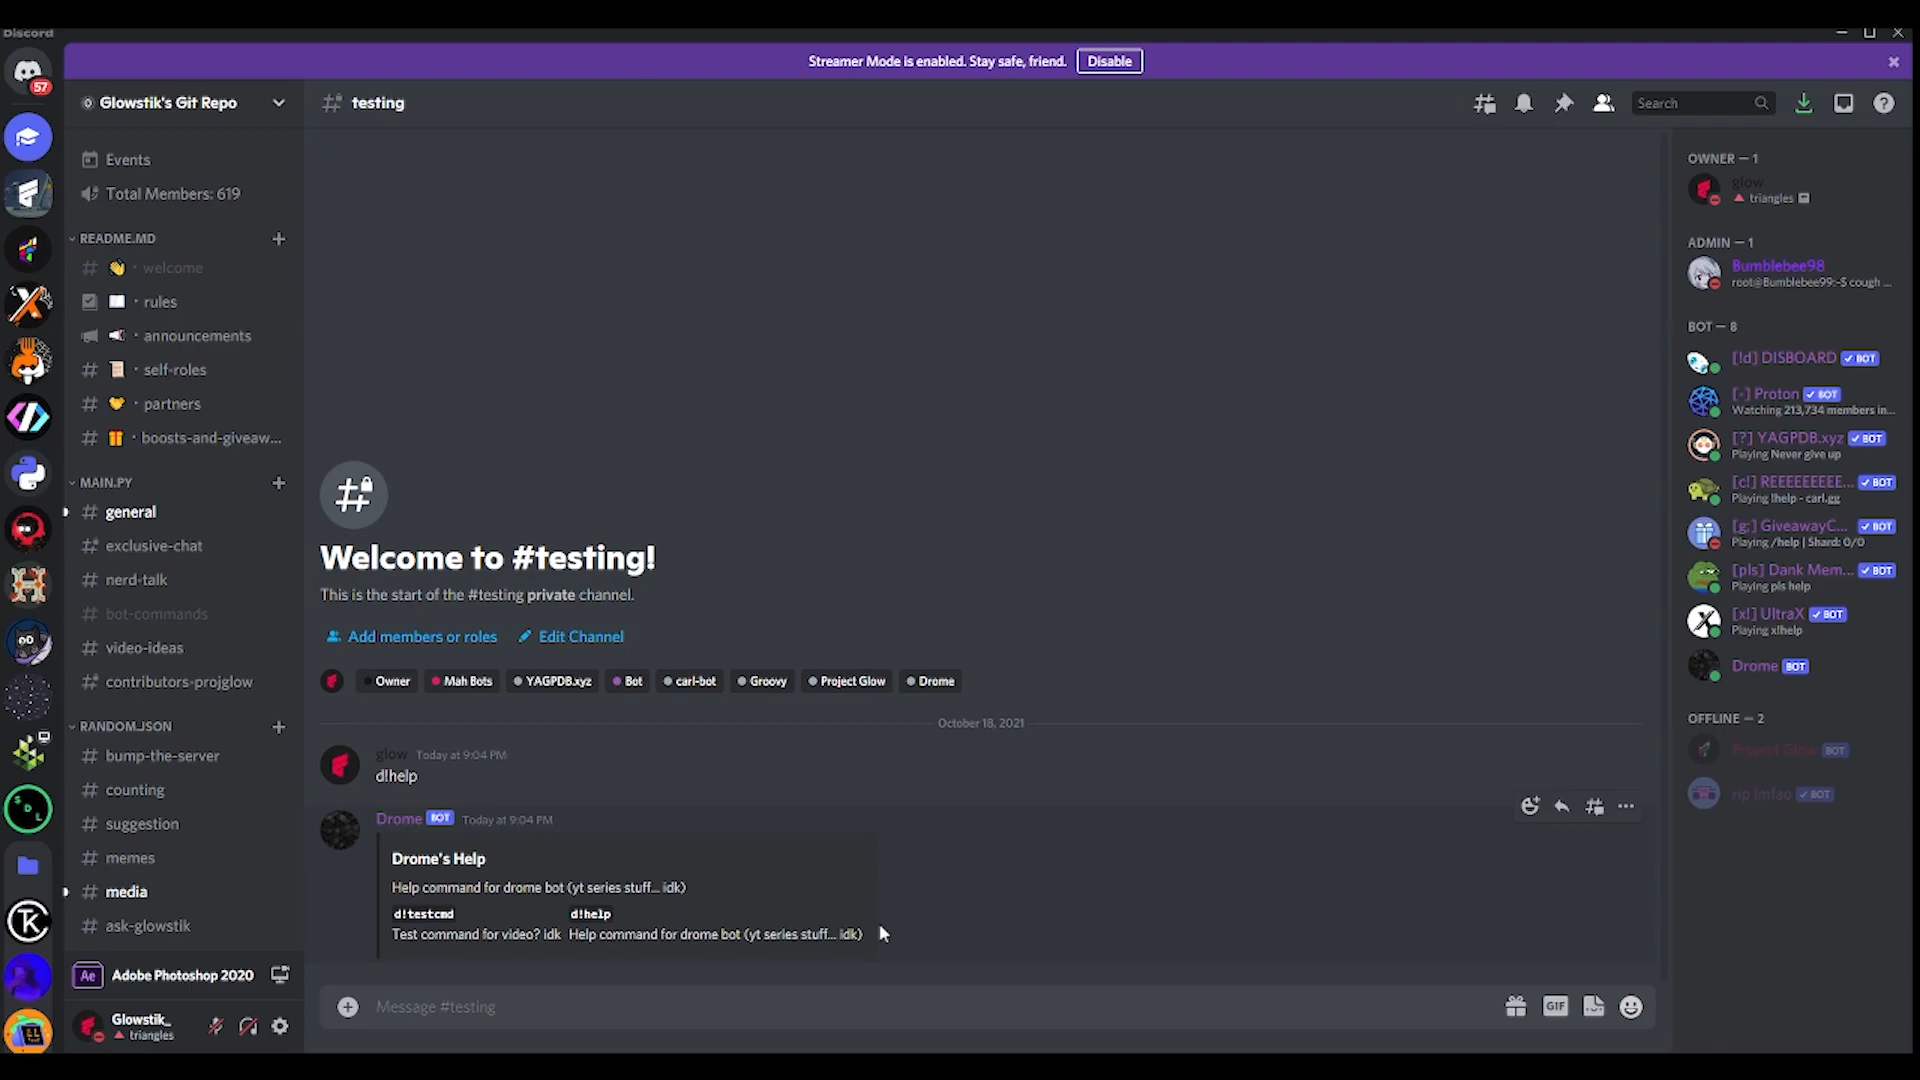 Discord
Streamer Mode is enabled. Stay safe, friend.
Disable
57
Glowstik's Git Repo
testing
Search
Events
Total Members: 619
README.MD
welcome
rules
announcements
self-roles
partners
boosts-and-giveaw...
MAIN.PY
general
exclusive-chat
nerd-talk
bot-commands
video-ideas
contributors-projglow
RANDOM.JSON
bump-the-server
counting
suggestion
memes
media
ask-glowstik
Ae Adobe Photoshop 2020
Glowstik_
triangles
Welcome to #testing!
This is the start of the #testing private channel.
Add members or roles
Edit Channel
Owner
Mah Bots
YAGPDB.xyz
Bot
carl-bot
Groovy
Project Glow
Drome
October 18, 2021
glow Today at 9:04 PM
d!help
Drome BOT Today at 9:04 PM
Drome's Help
Help command for drome bot (yt series stuff... idk)
d!testcmd d!help
Test command for video? idk Help command for drome bot (yt series stuff... idk)
Message #testing
GIF
OWNER — 1
glow
triangles
ADMIN — 1
Bumblebee98
root@Bumblebee99:~$ cough ...
BOT — 8
[!d] DISBOARD BOT
[-] Proton BOT
Watching 213,734 members in...
[?] YAGPDB.xyz BOT
Playing Never give up
[c!] REEEEEEEEE... BOT
Playing !help - carl.gg
[g;] GiveawayC... BOT
Playing /help | Shard: 0/0
[pls] Dank Mem... BOT
Playing pls help
[x!] UltraX BOT
Playing x!help
Drome BOT
OFFLINE — 2
Project Glow BOT
rip lmfao BOT